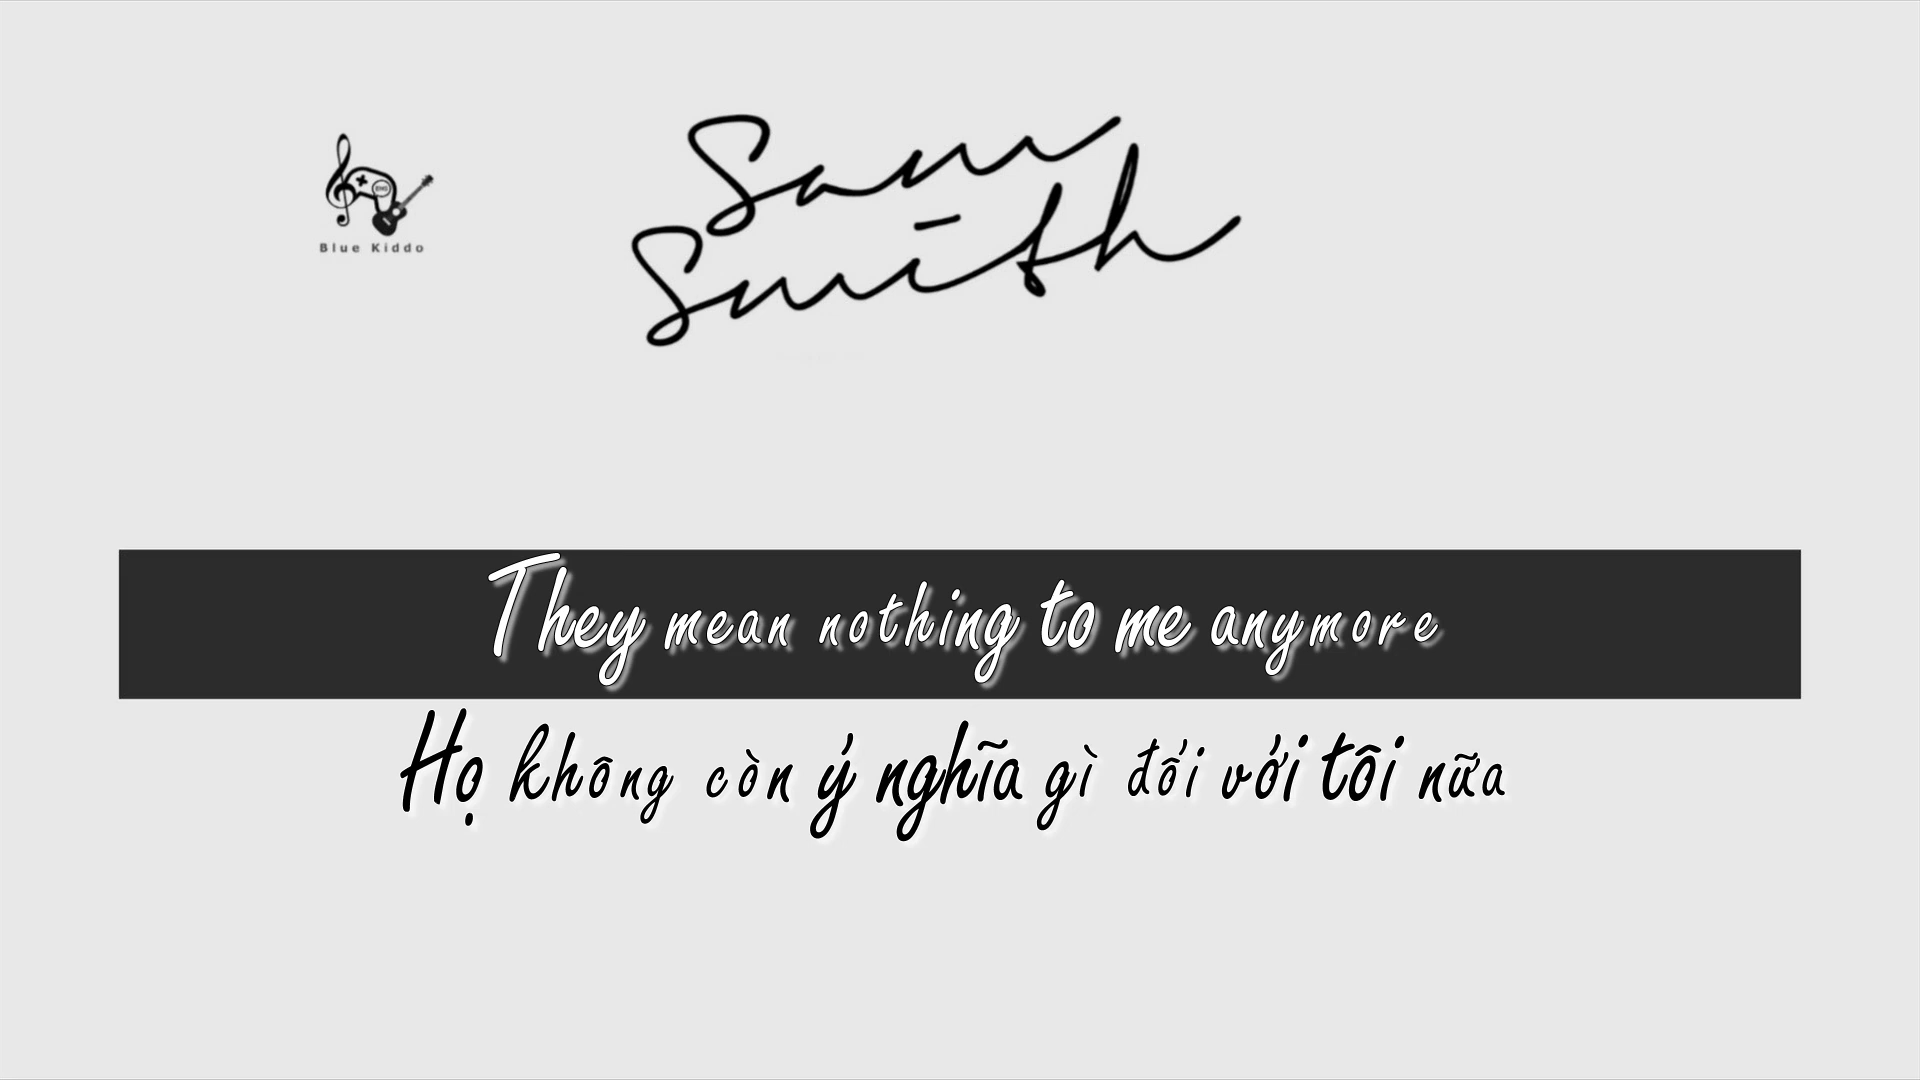 Sam
Smith
Blue Kiddo
They mean nothing to me anymore
Họ không còn ý nghĩa gì đối với tôi nữa